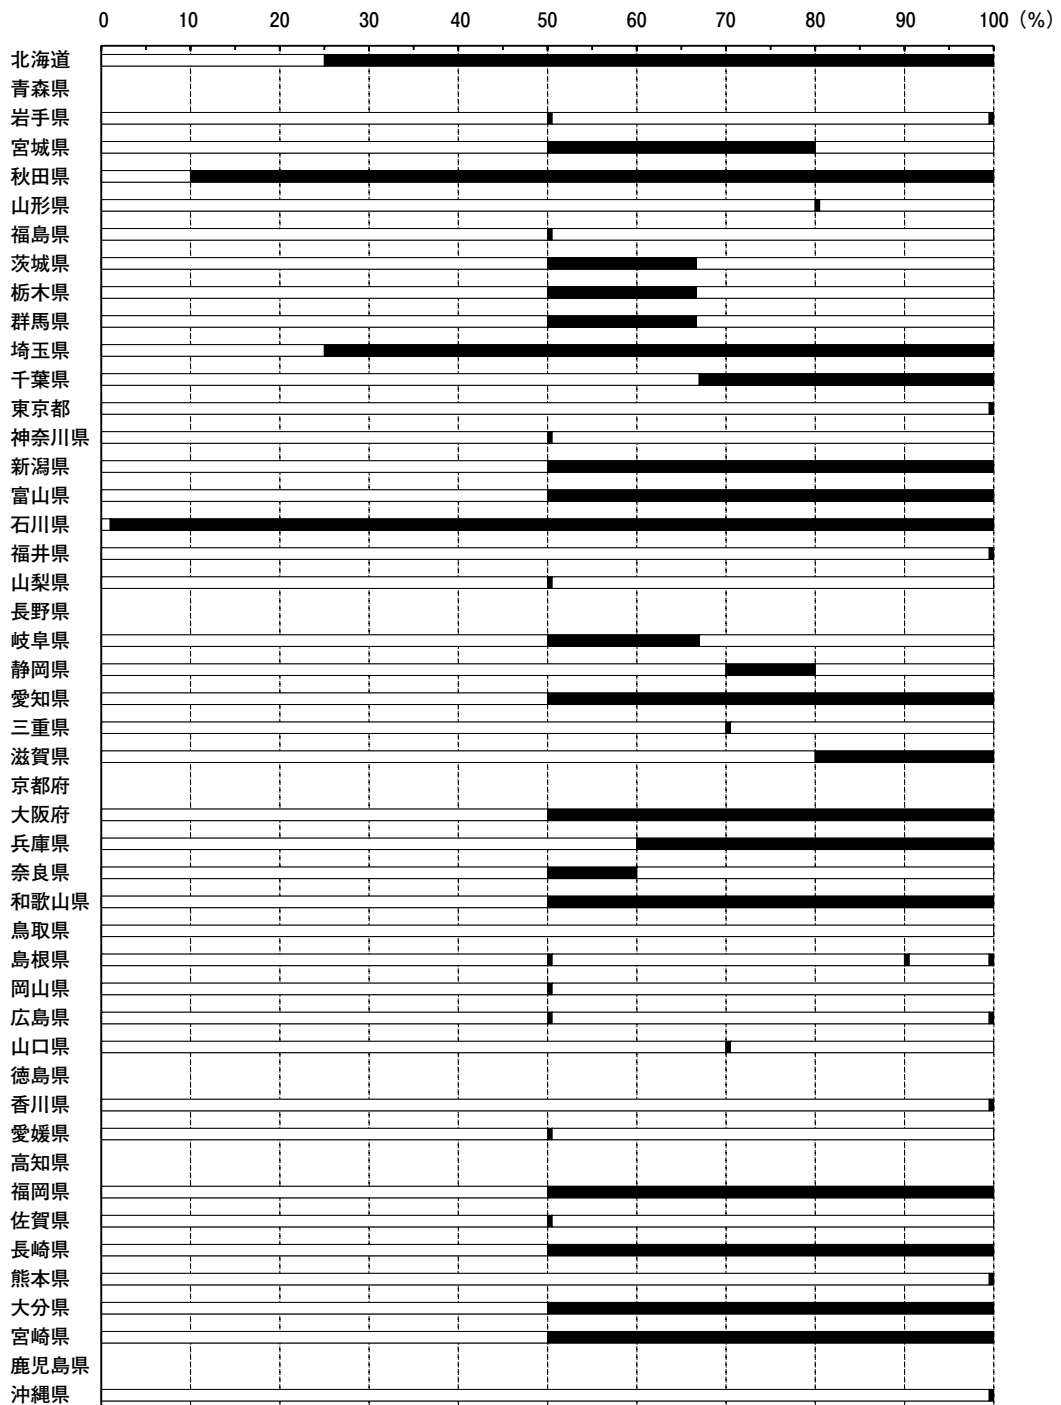 0 10 20 30 40 50 60 70 80 90 100 (%)
北海道
青森県
岩手県
宮城県
秋田県
山形県
福島県
茨城県
栃木県
群馬県
埼玉県
千葉県
東京都
神奈川県
新潟県
富山県
石川県
福井県
山梨県
長野県
岐阜県
静岡県
愛知県
三重県
滋賀県
京都府
大阪府
兵庫県
奈良県
和歌山県
鳥取県
島根県
岡山県
広島県
山口県
徳島県
香川県
愛媛県
高知県
福岡県
佐賀県
長崎県
熊本県
大分県
宮崎県
鹿児島県
沖縄県